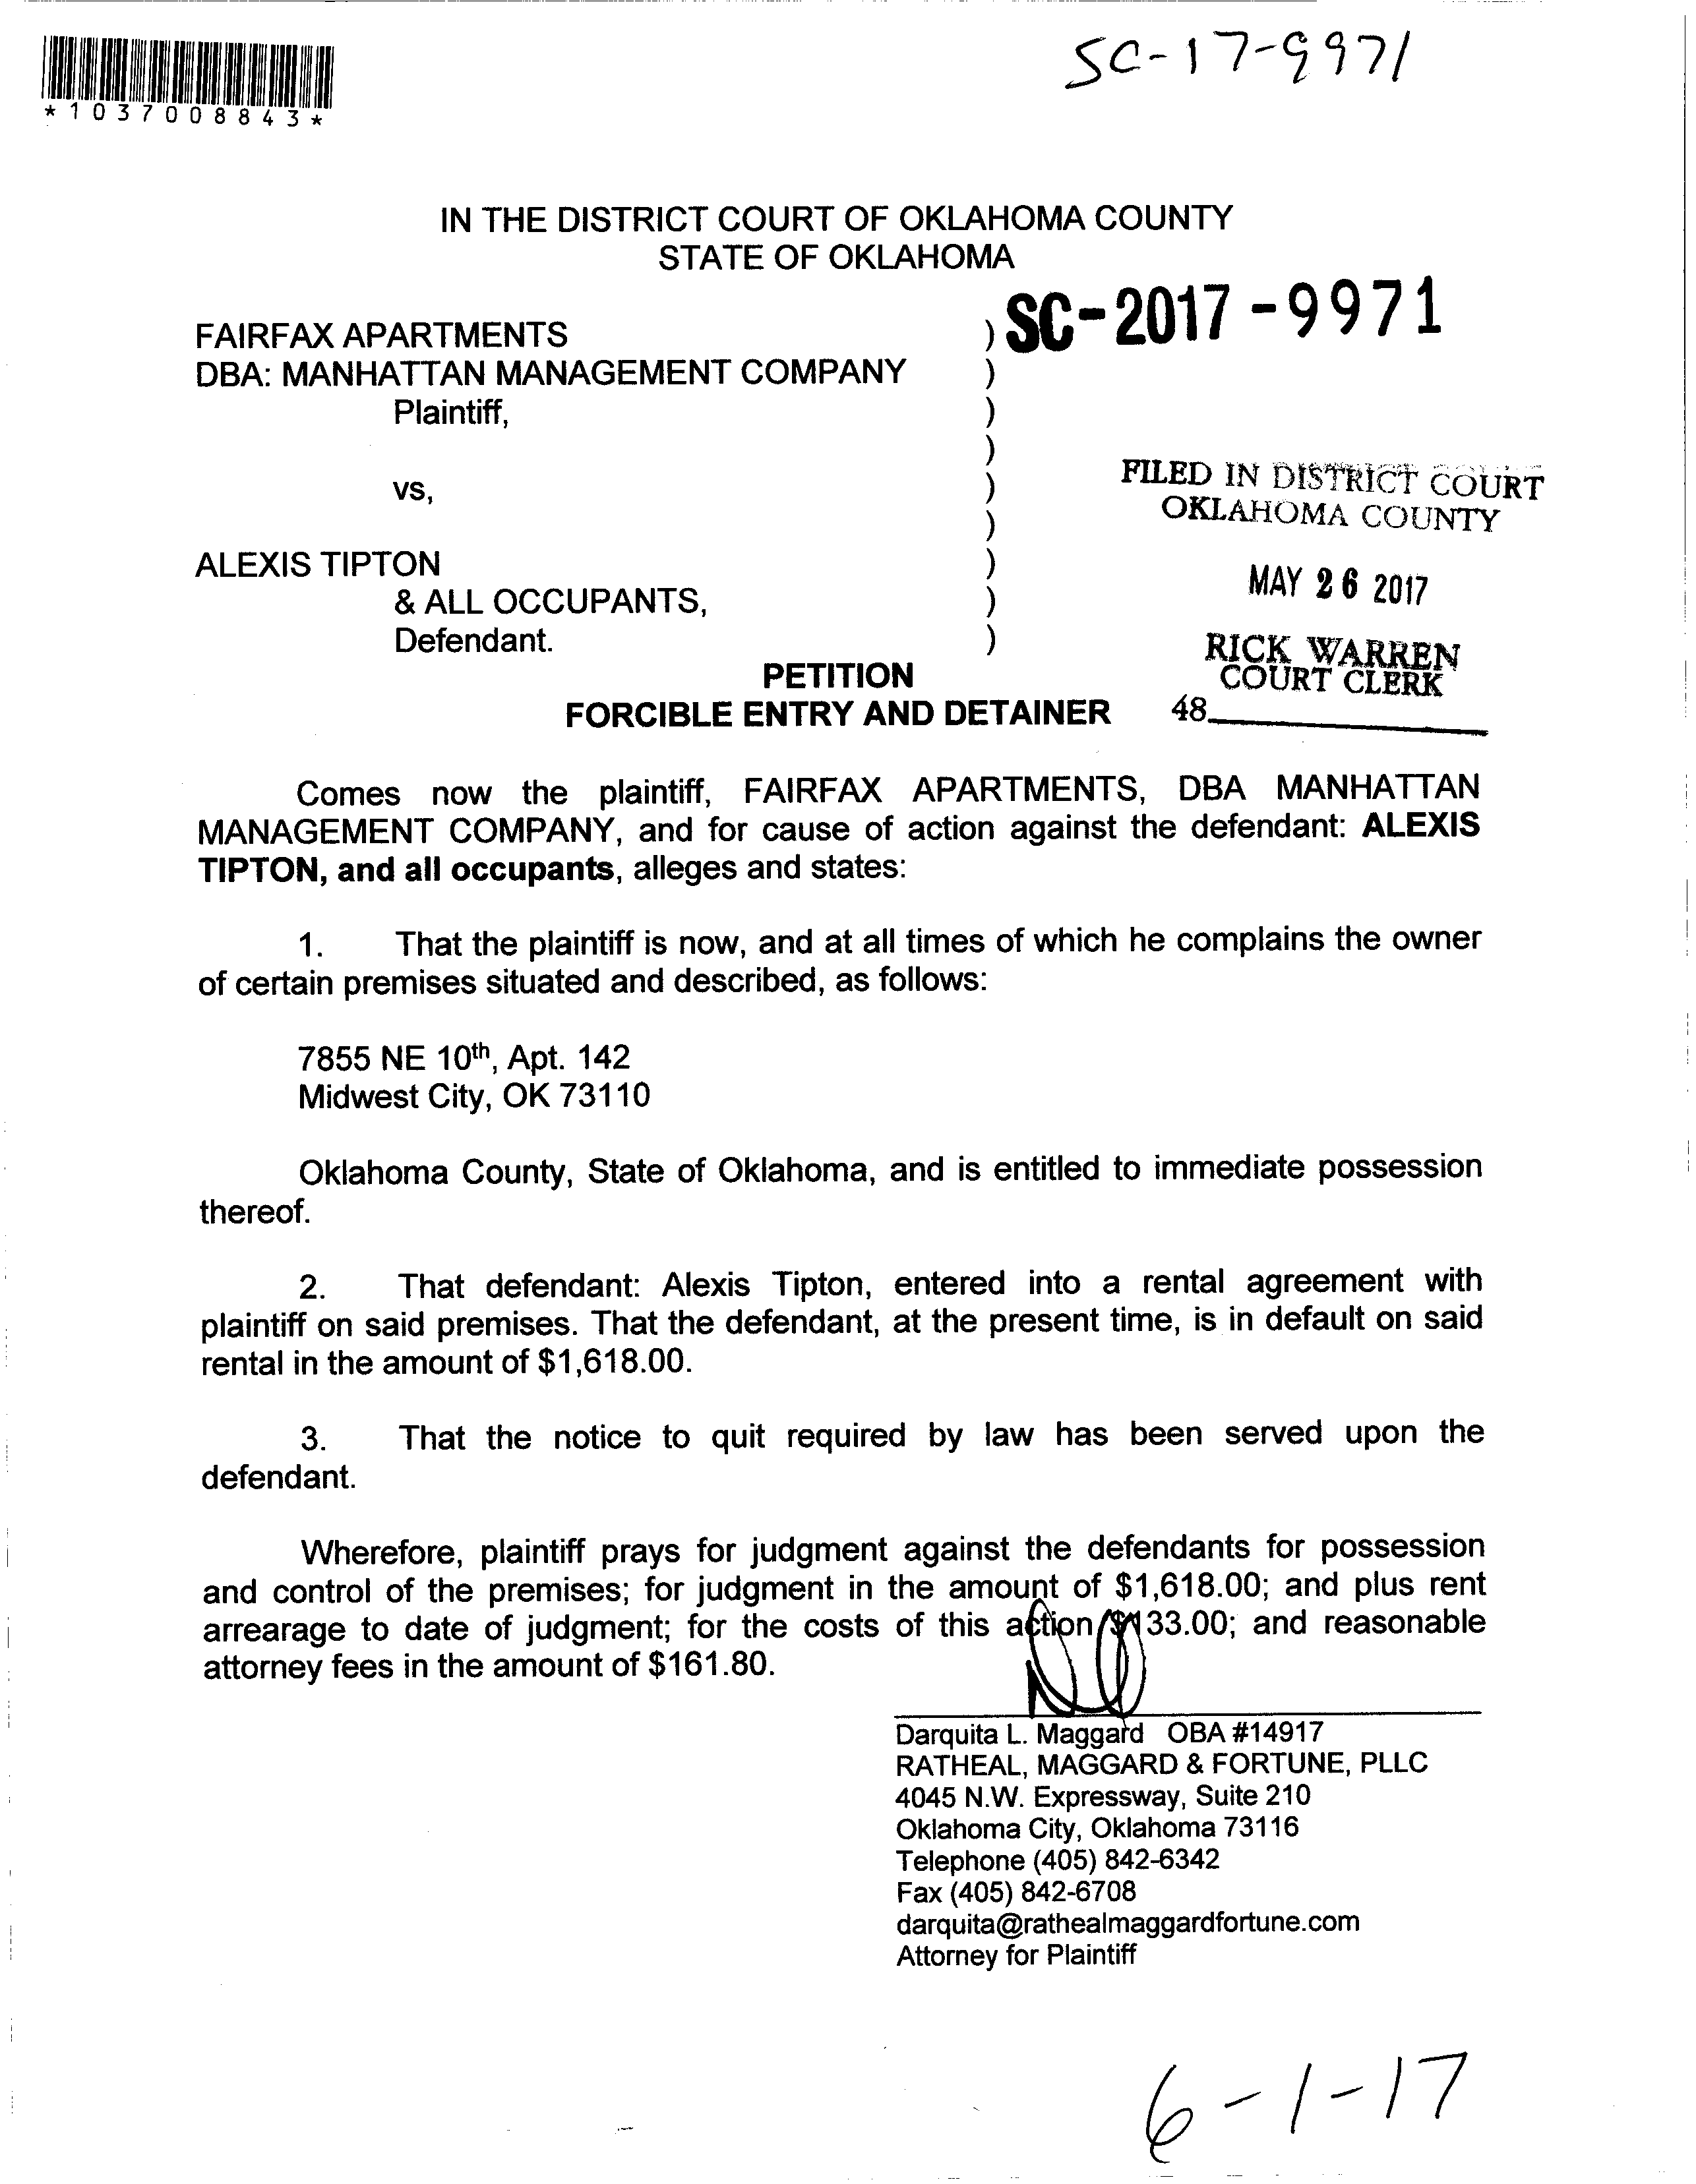 SC-17-9971
*1037008843*
IN THE DISTRICT COURT OF OKLAHOMA COUNTY
STATE OF OKLAHOMA
SC-2017-9971
FAIRFAX APARTMENTS )
DBA: MANHATTAN MANAGEMENT COMPANY )
Plaintiff, )
)
vs, )
)
ALEXIS TIPTON )
& ALL OCCUPANTS, )
Defendant. )
FILED IN DISTRICT COURT
OKLAHOMA COUNTY
MAY 26 2017
RICK WARREN
COURT CLERK
48
PETITION
FORCIBLE ENTRY AND DETAINER
Comes now the plaintiff, FAIRFAX APARTMENTS, DBA MANHATTAN
MANAGEMENT COMPANY, and for cause of action against the defendant: ALEXIS
TIPTON, and all occupants, alleges and states:
1. That the plaintiff is now, and at all times of which he complains the owner
of certain premises situated and described, as follows:
7855 NE 10th, Apt. 142
Midwest City, OK 73110
Oklahoma County, State of Oklahoma, and is entitled to immediate possession
thereof.
2. That defendant: Alexis Tipton, entered into a rental agreement with
plaintiff on said premises. That the defendant, at the present time, is in default on said
rental in the amount of $1,618.00.
3. That the notice to quit required by law has been served upon the
defendant.
Wherefore, plaintiff prays for judgment against the defendants for possession
and control of the premises; for judgment in the amount of $1,618.00; and plus rent
arrearage to date of judgment; for the costs of this action $133.00; and reasonable
attorney fees in the amount of $161.80.
Darquita L. Maggard OBA #14917
RATHEAL, MAGGARD & FORTUNE, PLLC
4045 N.W. Expressway, Suite 210
Oklahoma City, Oklahoma 73116
Telephone (405) 842-6342
Fax (405) 842-6708
darquita@rathealmaggardfortune.com
Attorney for Plaintiff
6-1-17